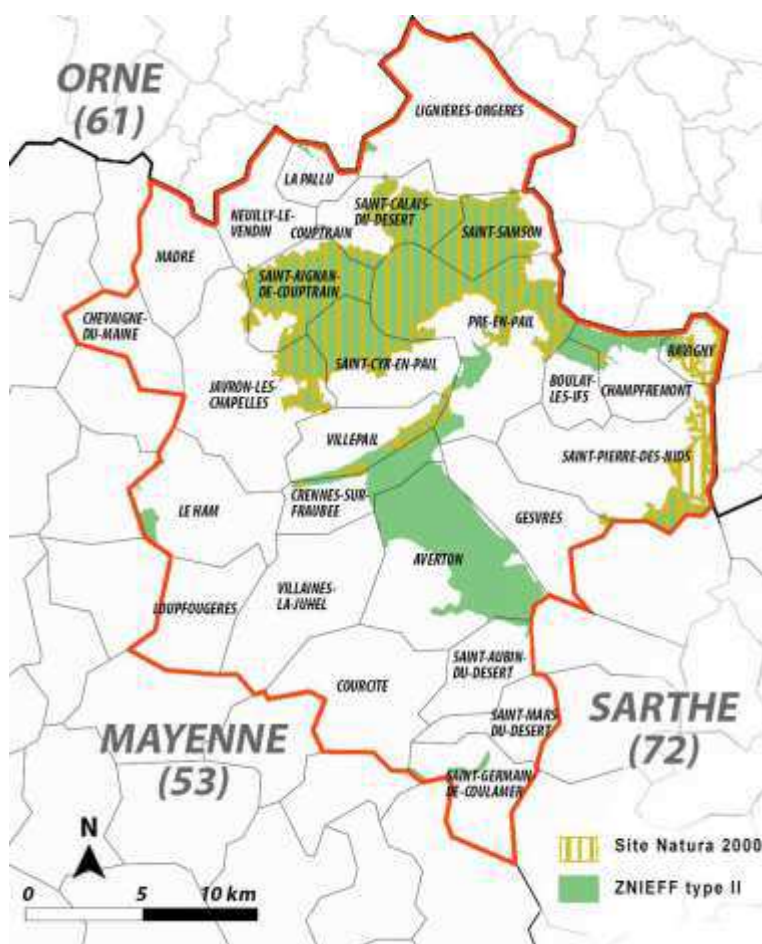 ORNE
(61)
LIGNIÈRES-ORGERES
LA PALLU
NEUILLY-LE-
VENDIN
COUPTRAIN
SAINT-CALAIS-
DU-DESERT
SAINT-SAMSON
MADRÉ
SAINT-AIGNAN-
DE-COUPTRAIN
CHEVAIGNE-
DU-MAINE
PRE-EN-PAIL
RAVIGNY
SAINT-CYR-EN-PAIL
BOULAY-
LES-IFS
CHAMPFREMONT
JAVRON-LES-
CHAPELLES
VILLEPAIL
SAINT-PIERRE-DES-NIDS
CRENNES-SUR-
FRAUBEE
LE HAM
GESVRES
AVERTON
VILLAINES-
LA-JUHEL
LOUPFOUGERES
SAINT-AUBIN-
DU-DESERT
COURCITE
SAINT-MARS
DU-DESERT
MAYENNE
(53)
SARTHE
(72)
SAINT-GERMAIN
DE-COULAMER
N
0 5 10 km
Site Natura 2000
ZNIEFF type II